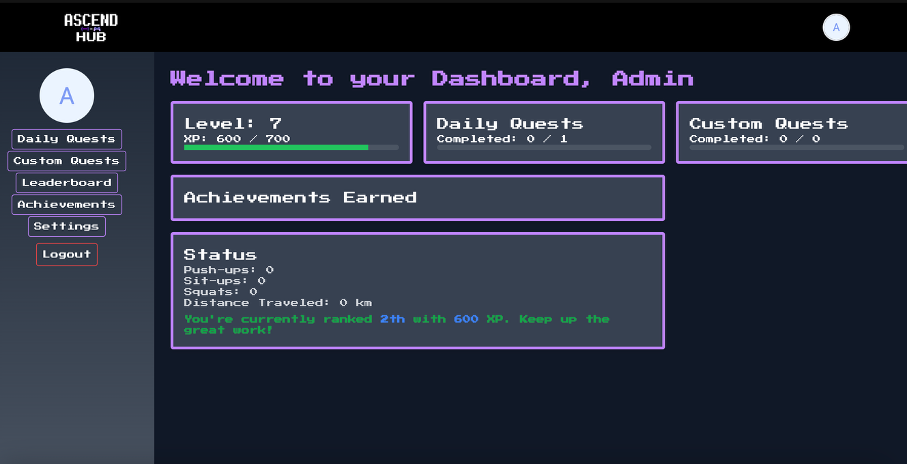 ASCEND
HUB
A
A
Daily Quests
Custom Quests
Leaderboard
Achievements
Settings
Logout
Welcome to your Dashboard, Admin
Level: 7
XP: 600 / 700
Daily Quests
Completed: 0 / 1
Custom Quests
Completed: 0 / 0
Achievements Earned
Status
Push-ups: 0
Sit-ups: 0
Squats: 0
Distance Traveled: 0 km
You're currently ranked 2th with 600 XP. Keep up the
great work!